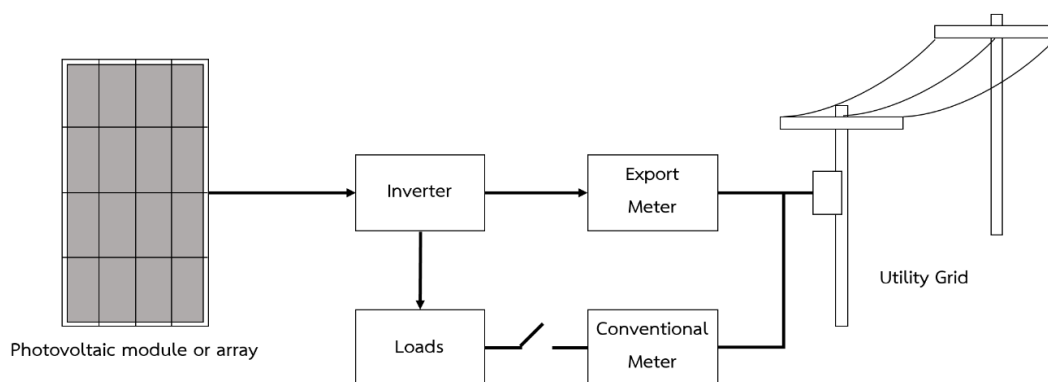 Inverter
Export
Meter
Utility Grid
Photovoltaic module or array
Loads
Conventional
Meter